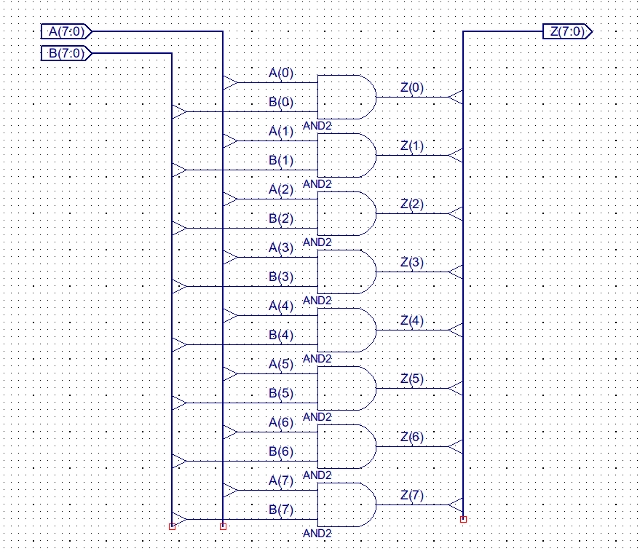 A(7:0)
Z(7:0)
B(7:0)
A(0)
Z(0)
B(0)
AND2
A(1)
Z(1)
B(1)
AND2
A(2)
Z(2)
B(2)
AND2
A(3)
Z(3)
B(3)
AND2
A(4)
Z(4)
B(4)
AND2
A(5)
Z(5)
B(5)
AND2
A(6)
Z(6)
B(6)
AND2
A(7)
Z(7)
B(7)
AND2